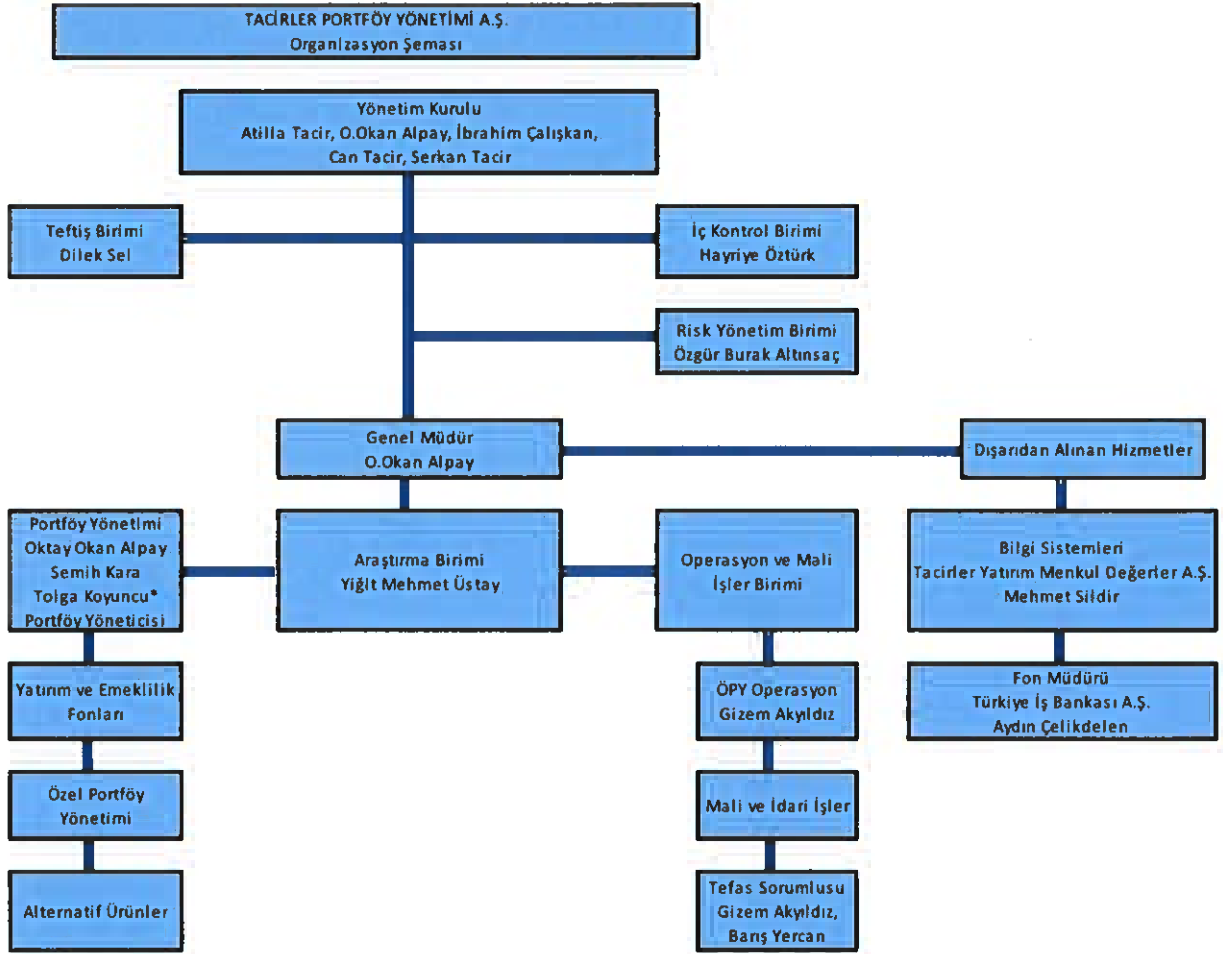 TACİRLER PORTFÖY YÖNETİMİ A.Ş.
Organizasyon Şeması
Yönetim Kurulu
Atilla Tacir, O.Okan Alpay, İbrahim Çalışkan,
Can Tacir, Serkan Tacir
Teftiş Birimi
Dilek Sel
İç Kontrol Birimi
Hayriye Öztürk
Risk Yönetim Birimi
Özgür Burak Altınsaç
Genel Müdür
O.Okan Alpay
Dışarıdan Alınan Hizmetler
Portföy Yönetimi
Oktay Okan Alpay
Semih Kara
Tolga Koyuncu*
Portföy Yöneticisi
Araştırma Birimi
Yiğit Mehmet Üstay
Operasyon ve Mali
İşler Birimi
Bilgi Sistemleri
Tacirler Yatırım Menkul Değerler A.Ş.
Mehmet Sildir
Yatırım ve Emeklilik
Fonları
ÖPY Operasyon
Gizem Akyıldız
Fon Müdürü
Türkiye İş Bankası A.Ş.
Aydın Çelikdelen
Özel Portföy
Yönetimi
Mali ve İdari İşler
Alternatif Ürünler
Tefas Sorumlusu
Gizem Akyıldız,
Barış Yercan